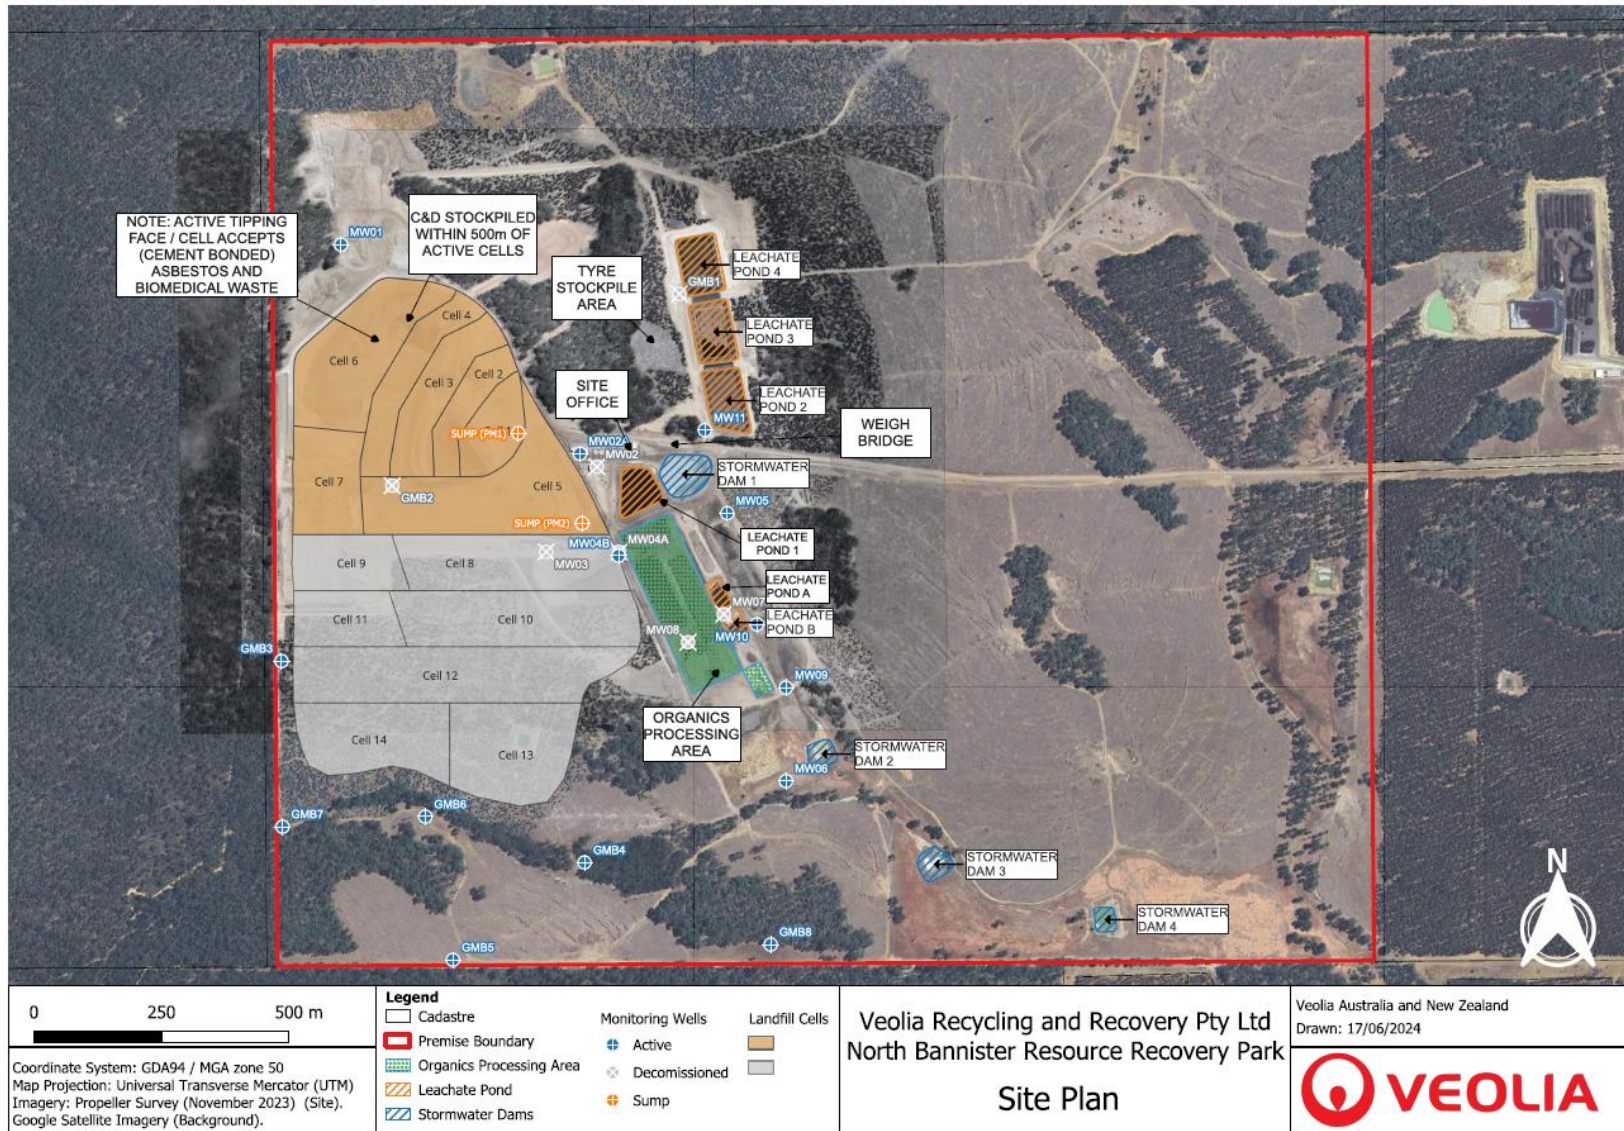 NOTE: ACTIVE TIPPING
FACE / CELL ACCEPTS
(CEMENT BONDED)
ASBESTOS AND
BIOMEDICAL WASTE
MW01
C&D STOCKPILED
WITHIN 500m OF
ACTIVE CELLS
TYRE
STOCKPILE
AREA
GMB1
LEACHATE
POND 4
LEACHATE
POND 3
LEACHATE
POND 2
MW11
SITE
OFFICE
WEIGH
BRIDGE
Cell 4
Cell 6
Cell 3
Cell 2
SUMP (PM1)
MW02A
MW02
STORMWATER
DAM 1
Cell 7
GMB2
Cell 5
MW05
SUMP (PM2)
MW04B
MW04A
MW03
LEACHATE
POND 1
Cell 9
Cell 8
LEACHATE
POND A
MW07
LEACHATE
POND B
Cell 11
Cell 10
MW08
MW10
GMB3
Cell 12
MW09
ORGANICS
PROCESSING
AREA
Cell 14
Cell 13
STORMWATER
DAM 2
MW06
GMB7
GMB6
GMB4
STORMWATER
DAM 3
STORMWATER
DAM 4
GMB5
GMB8
N
0 250 500 m
Coordinate System: GDA94 / MGA zone 50
Map Projection: Universal Transverse Mercator (UTM)
Imagery: Propeller Survey (November 2023) (Site).
Google Satellite Imagery (Background).
Legend
Cadastre
Premise Boundary
Organics Processing Area
Leachate Pond
Stormwater Dams
Monitoring Wells
Active
Decomissioned
Sump
Landfill Cells
Veolia Recycling and Recovery Pty Ltd
North Bannister Resource Recovery Park
Site Plan
Veolia Australia and New Zealand
Drawn: 17/06/2024
VEOLIA